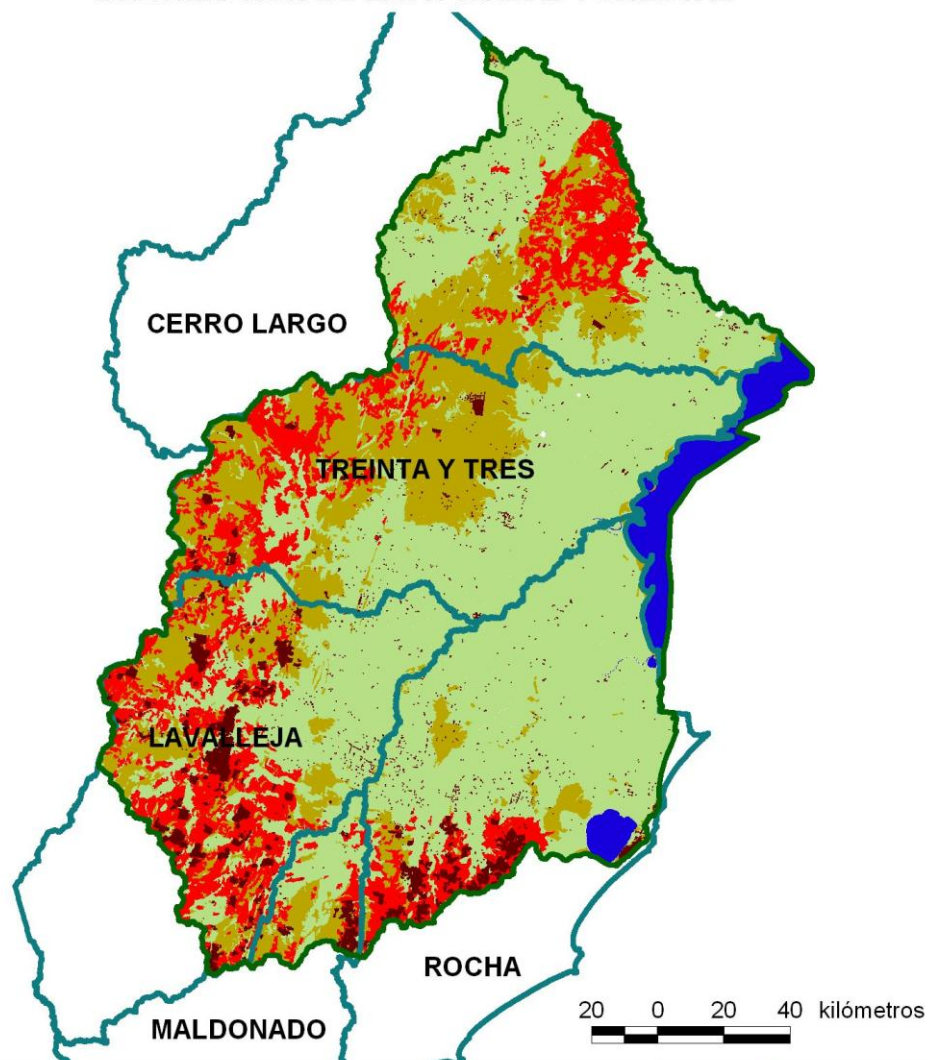 CERRO LARGO
TREINTA Y TRES
LAVALLEJA
ROCHA
MALDONADO
20 0 20 40 kilómetros